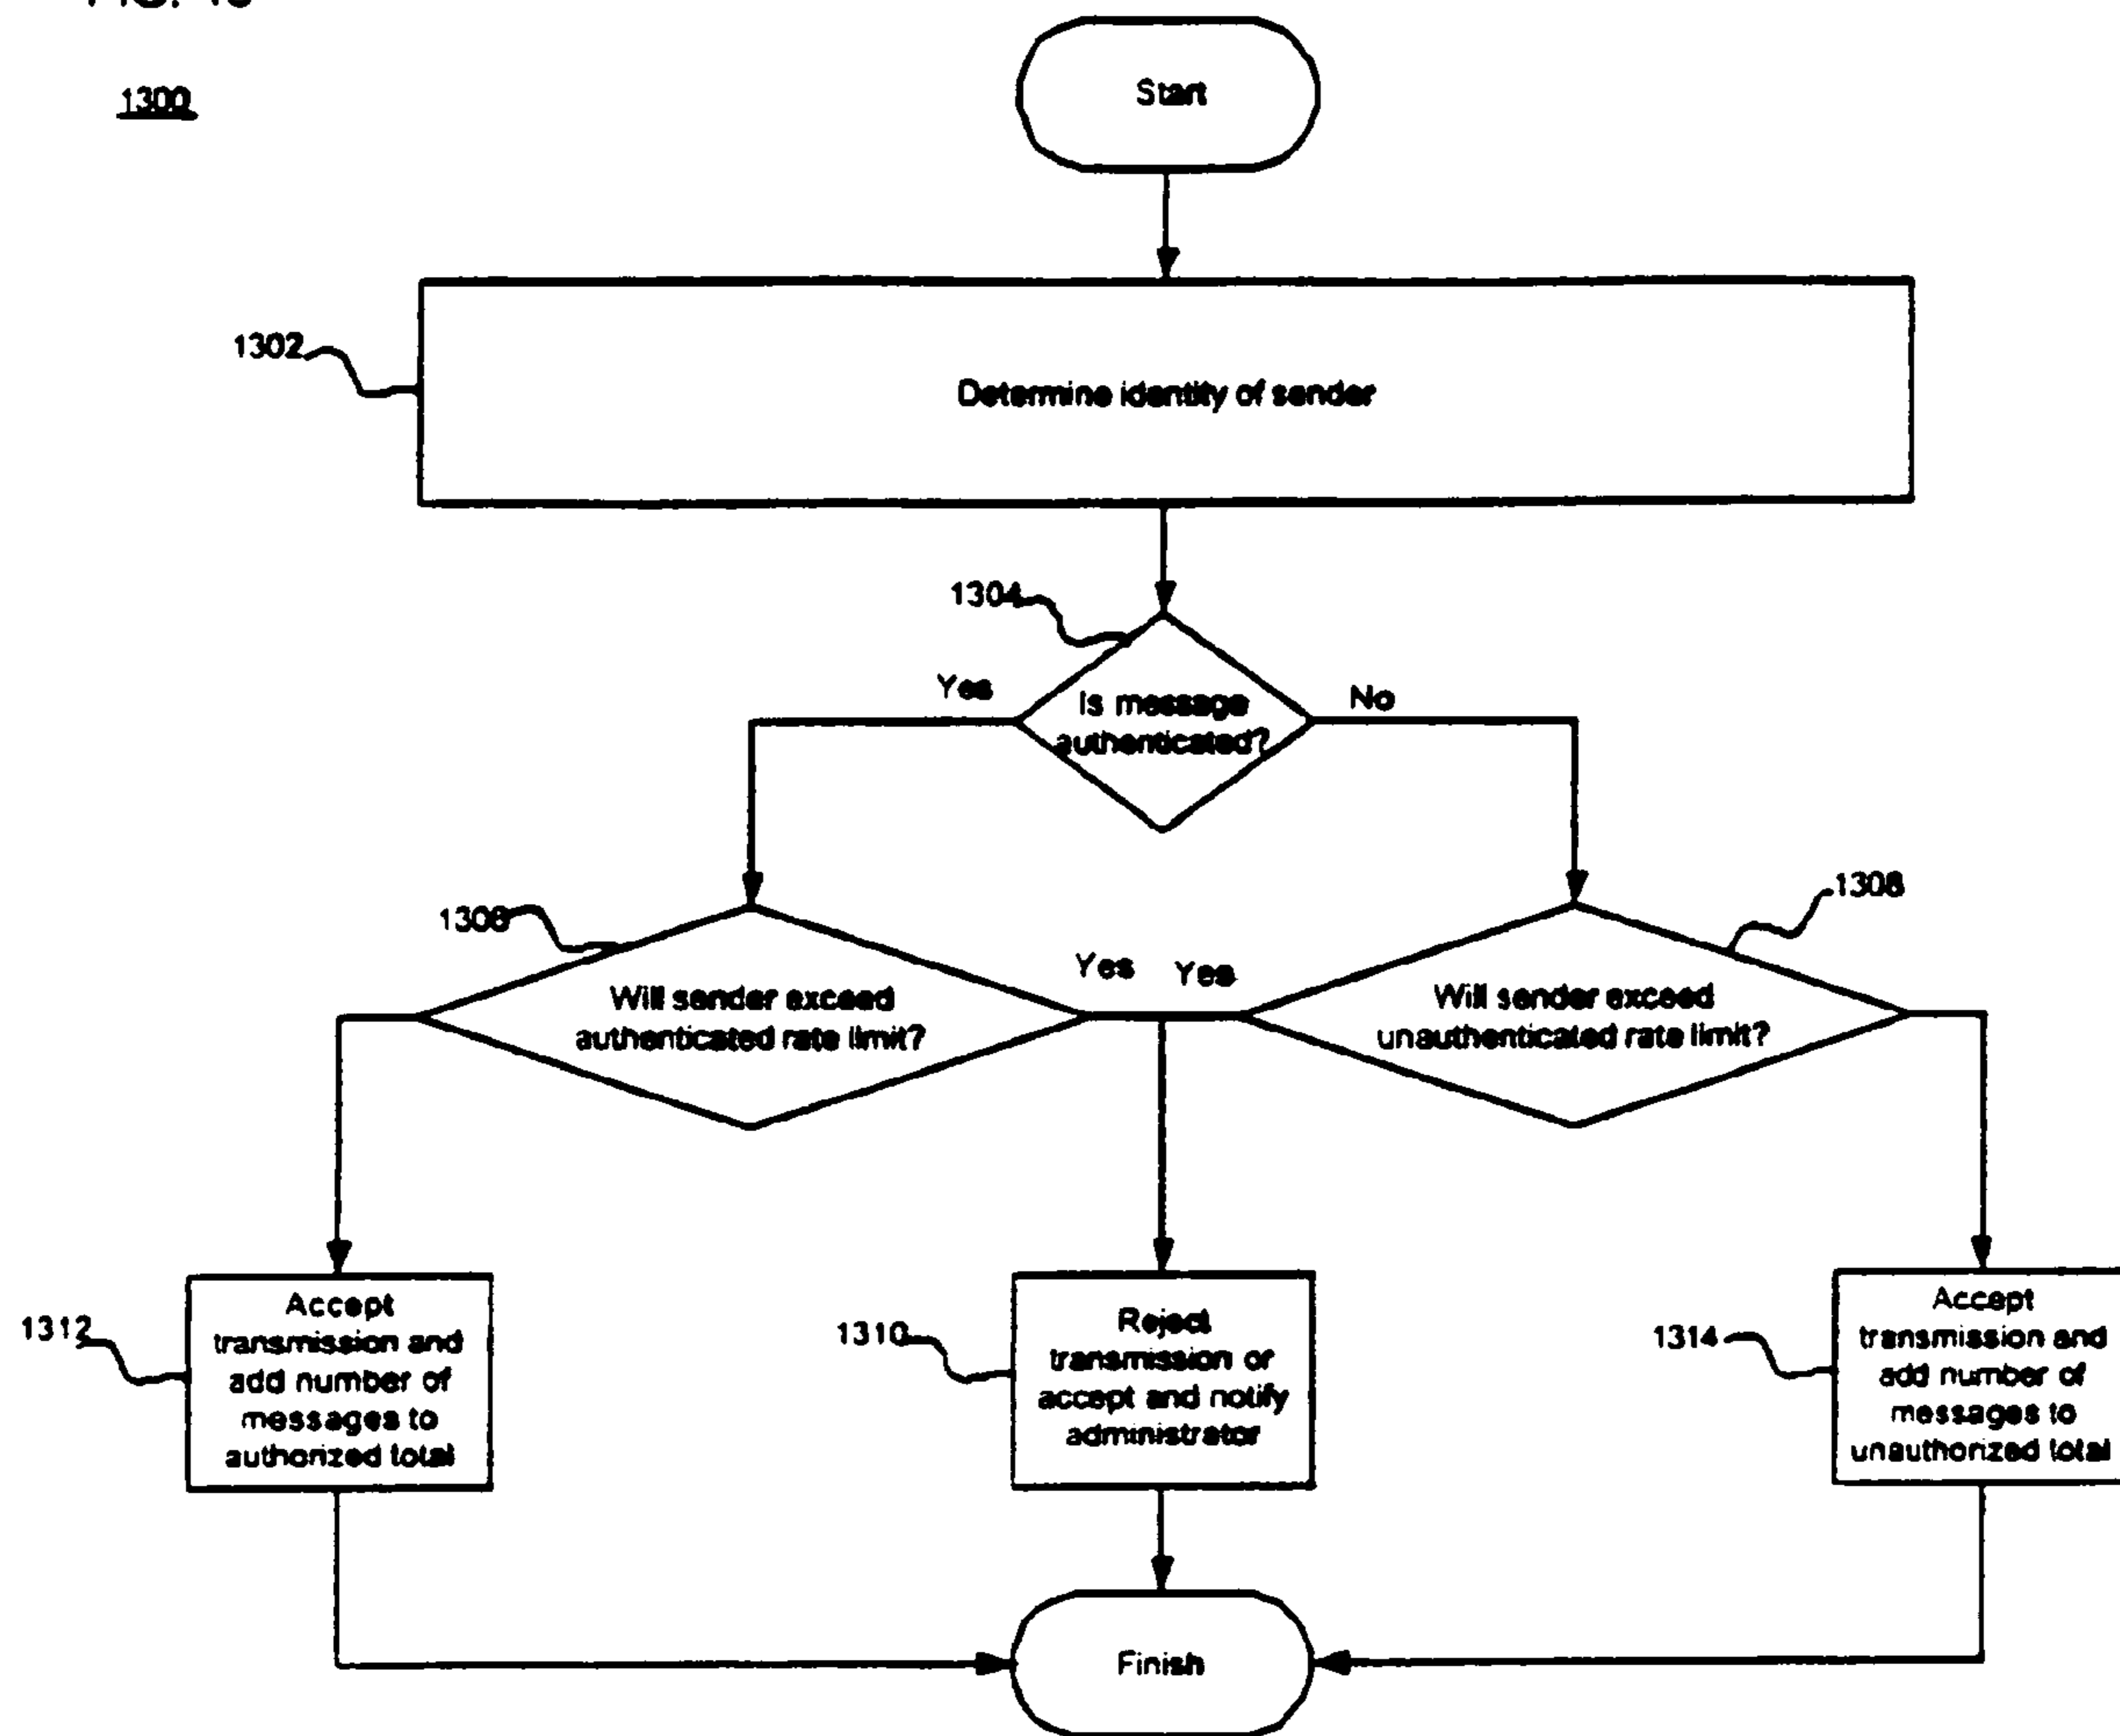 1300
Start
1302
Determine identity of sender
1304
Yes
Is message
authenticated?
No
1308
Will sender exceed
authenticated rate limit?
Yes
Yes
Will sender exceed
unauthenticated rate limit?
1312
Accept
transmission and
add number of
messages to
authorized total
1310
Reject
transmission or
accept and notify
administrator
1314
Accept
transmission and
add number of
messages to
unauthorized total
Finish